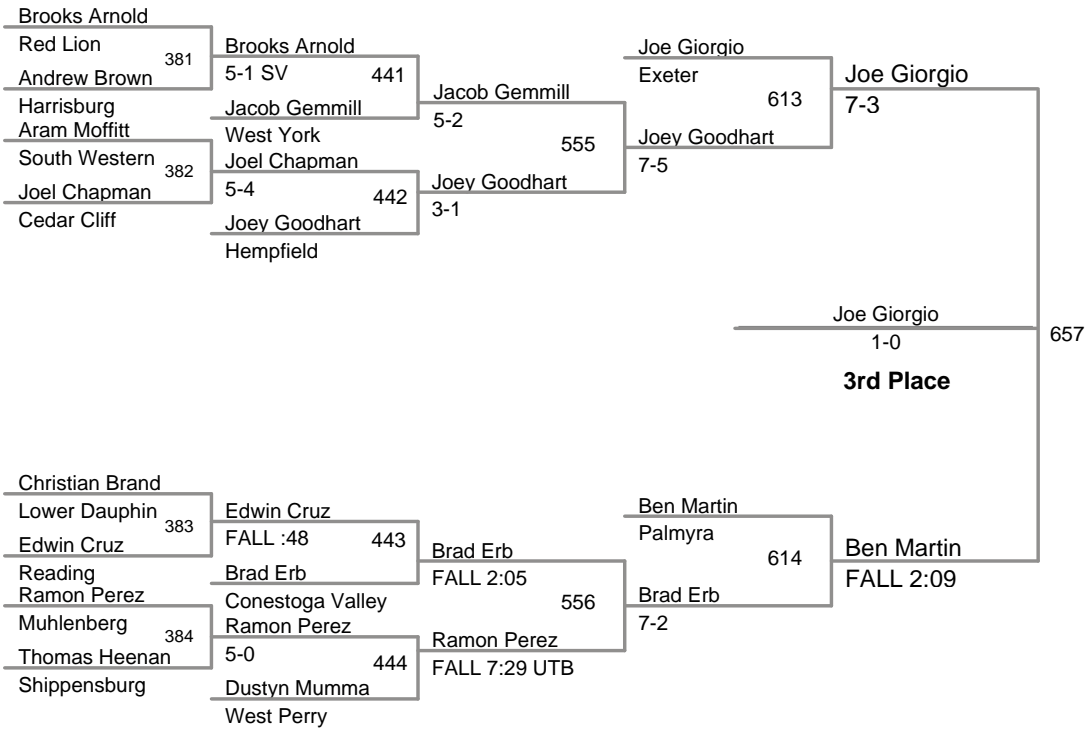 Brooks Arnold
Red Lion
381
Andrew Brown
Harrisburg
Aram Moffitt
South Western
382
Joel Chapman
Cedar Cliff
Brooks Arnold
5-1 SV
441
Jacob Gemmill
West York
Joel Chapman
5-4
442
Joey Goodhart
Hempfield
Jacob Gemmill
5-2
555
Joey Goodhart
3-1
Joe Giorgio
Exeter
613
Joey Goodhart
7-5
Joe Giorgio
7-3
Joe Giorgio
1-0
657
3rd Place
Christian Brand
Lower Dauphin
383
Edwin Cruz
Reading
Ramon Perez
Muhlenberg
384
Thomas Heenan
Shippensburg
Edwin Cruz
FALL :48
443
Brad Erb
Conestoga Valley
Ramon Perez
5-0
444
Dustyn Mumma
West Perry
Brad Erb
FALL 2:05
556
Ramon Perez
FALL 7:29 UTB
Ben Martin
Palmyra
614
Brad Erb
7-2
Ben Martin
FALL 2:09